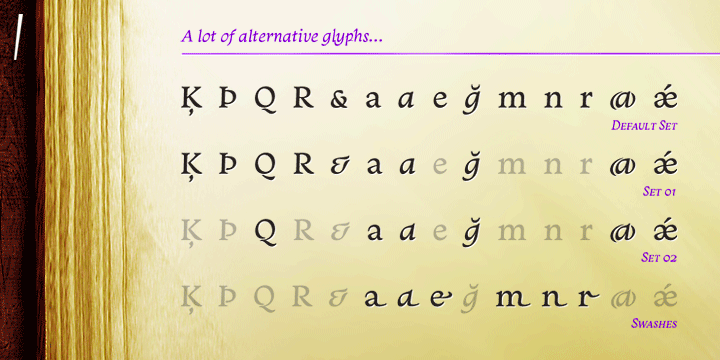 A lot of alternative glyphs...
Ķ Þ Q R & a a e ğ m n r @ ǽ
Default Set
Ķ Þ Q R & a a e ğ m n r @ ǽ
Set 01
Ķ Þ Q R & a a e ğ m n r @ ǽ
Set 02
Ķ Þ Q R & a a e ğ m n r @ ǽ
Swashes